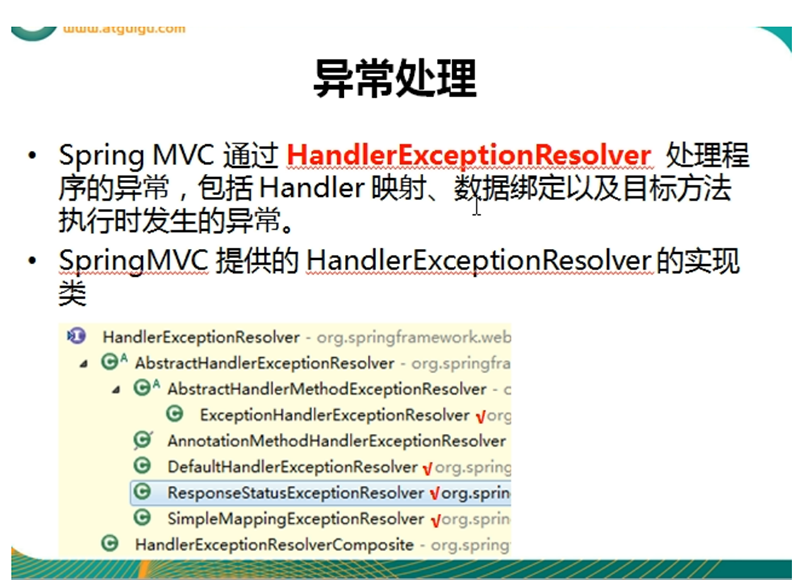 www.atguigu.com
异常处理
• Spring MVC 通过 HandlerExceptionResolver 处理程
序的异常，包括 Handler 映射、数据绑定以及目标方法
执行时发生的异常。
• SpringMVC 提供的 HandlerExceptionResolver 的实现
类
HandlerExceptionResolver - org.springframework.web
AbstractHandlerExceptionResolver - org.springfra
AbstractHandlerMethodExceptionResolver - o
ExceptionHandlerExceptionResolver √ org
AnnotationMethodHandlerExceptionResolver
DefaultHandlerExceptionResolver √ org.spring
ResponseStatusExceptionResolver √ org.sprin
SimpleMappingExceptionResolver √ org.sprin
HandlerExceptionResolverComposite - org.spring